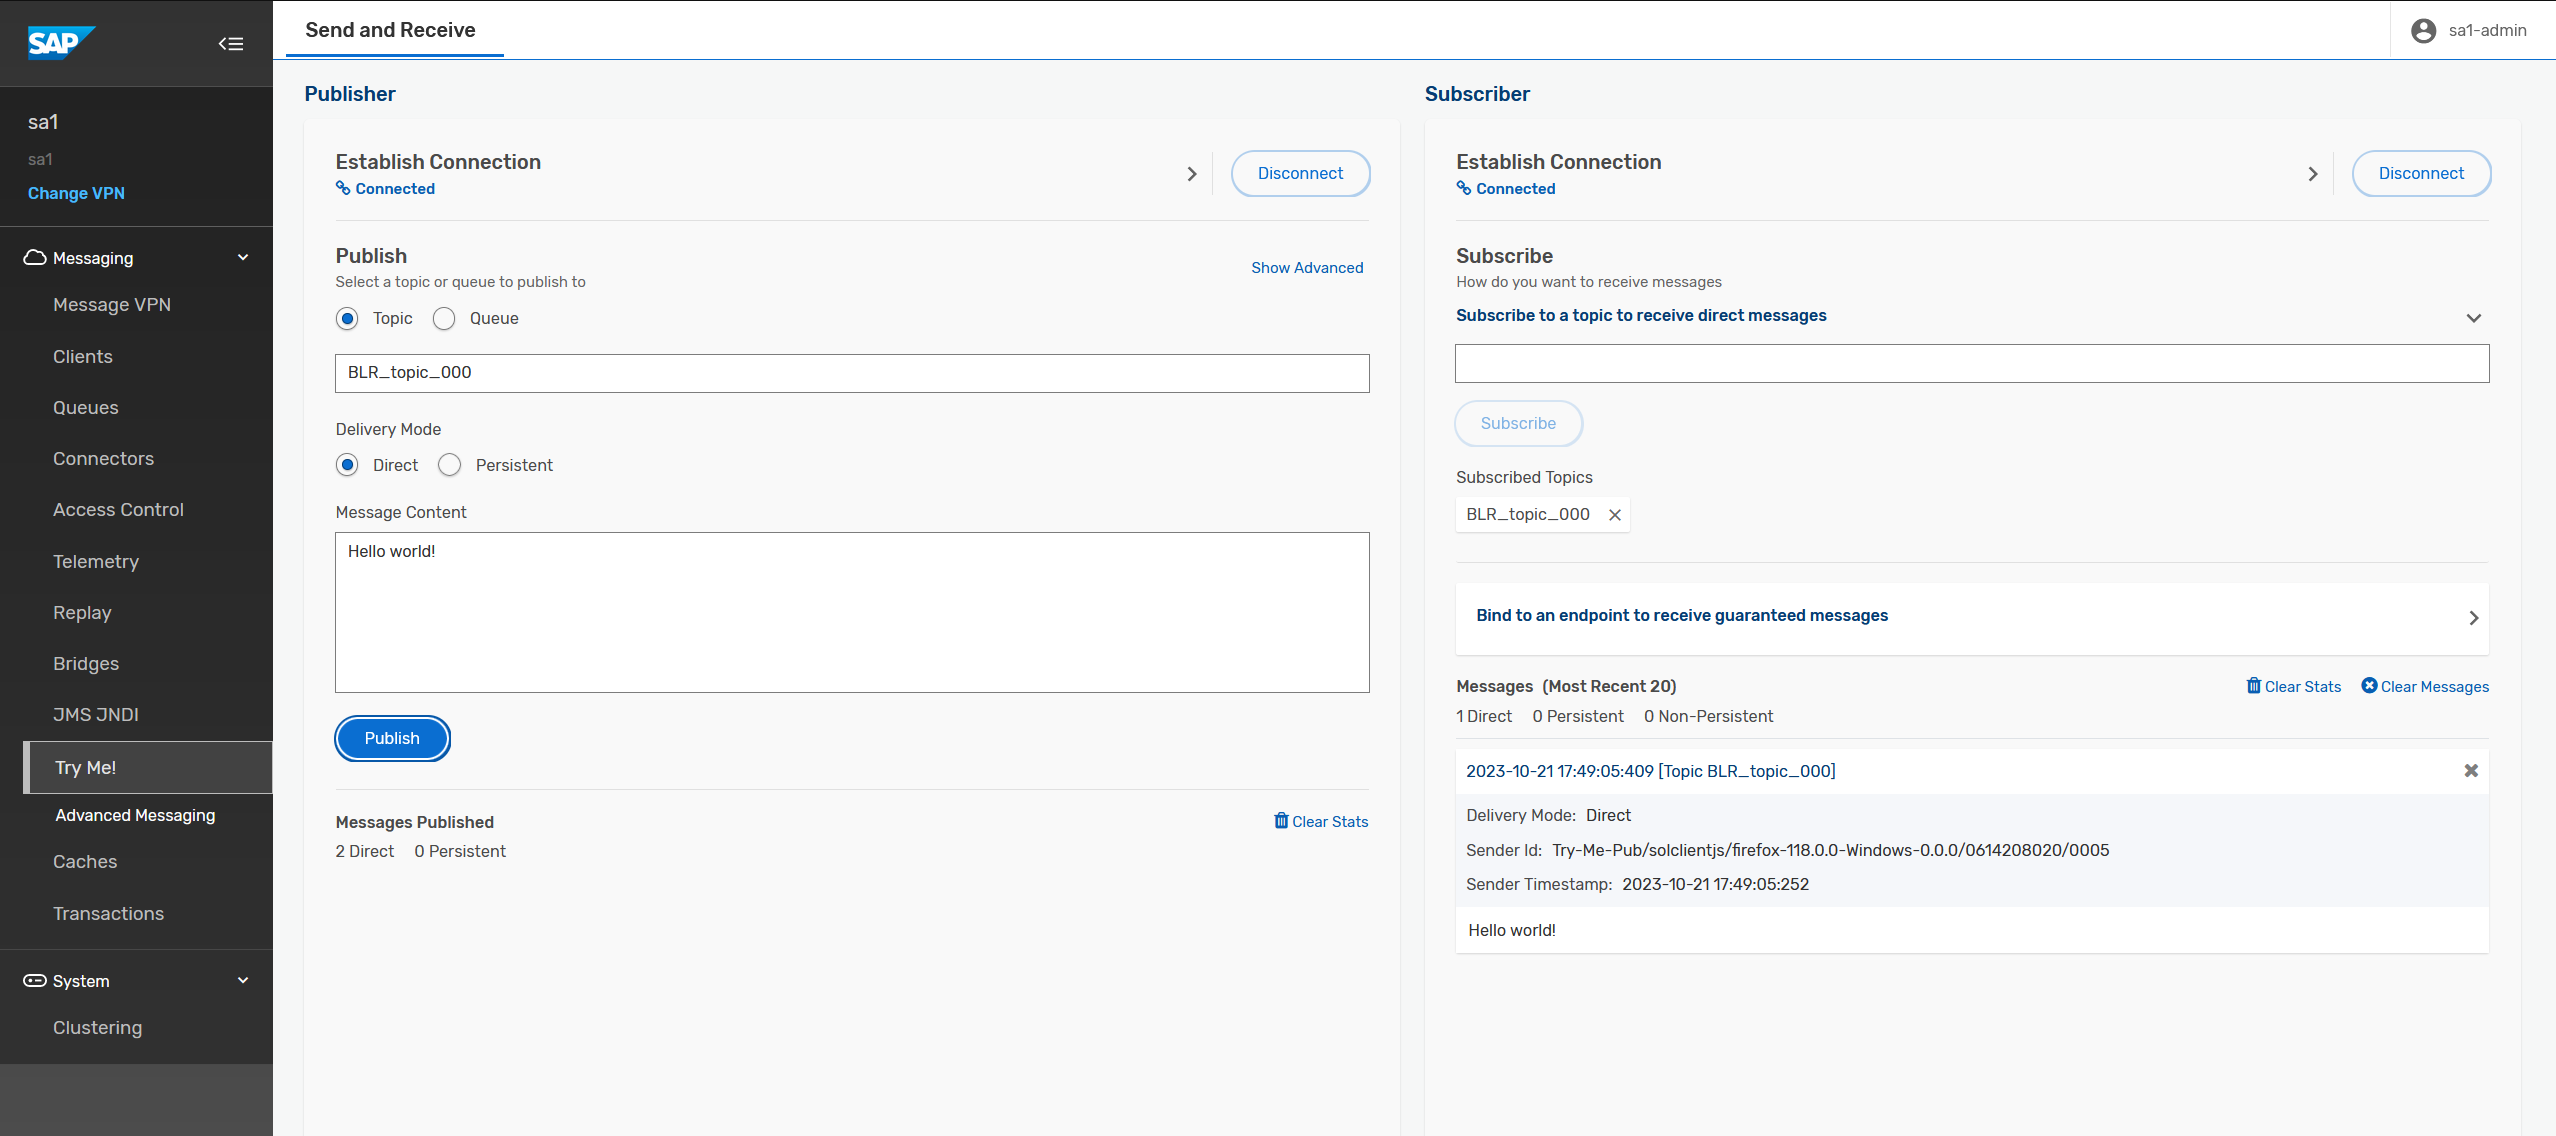 SAP
sa1
sa1
Change VPN
Messaging
Message VPN
Clients
Queues
Connectors
Access Control
Telemetry
Replay
Bridges
JMS JNDI
Try Me!
Advanced Messaging
Caches
Transactions
System
Clustering
Send and Receive
sa1-admin
Publisher
Establish Connection
Connected
Disconnect
Publish
Select a topic or queue to publish to
Show Advanced
Topic Queue
BLR_topic_000
Delivery Mode
Direct Persistent
Message Content
Hello world!
Publish
Messages Published
Clear Stats
2 Direct 0 Persistent
Subscriber
Establish Connection
Connected
Disconnect
Subscribe
How do you want to receive messages
Subscribe to a topic to receive direct messages
Subscribe
Subscribed Topics
BLR_topic_000
Bind to an endpoint to receive guaranteed messages
Messages (Most Recent 20)
Clear Stats Clear Messages
1 Direct 0 Persistent 0 Non-Persistent
2023-10-21 17:49:05:409 [Topic BLR_topic_000]
Delivery Mode: Direct
Sender Id: Try-Me-Pub/solclientjs/firefox-118.0.0-Windows-0.0.0/0614208020/0005
Sender Timestamp: 2023-10-21 17:49:05:252
Hello world!